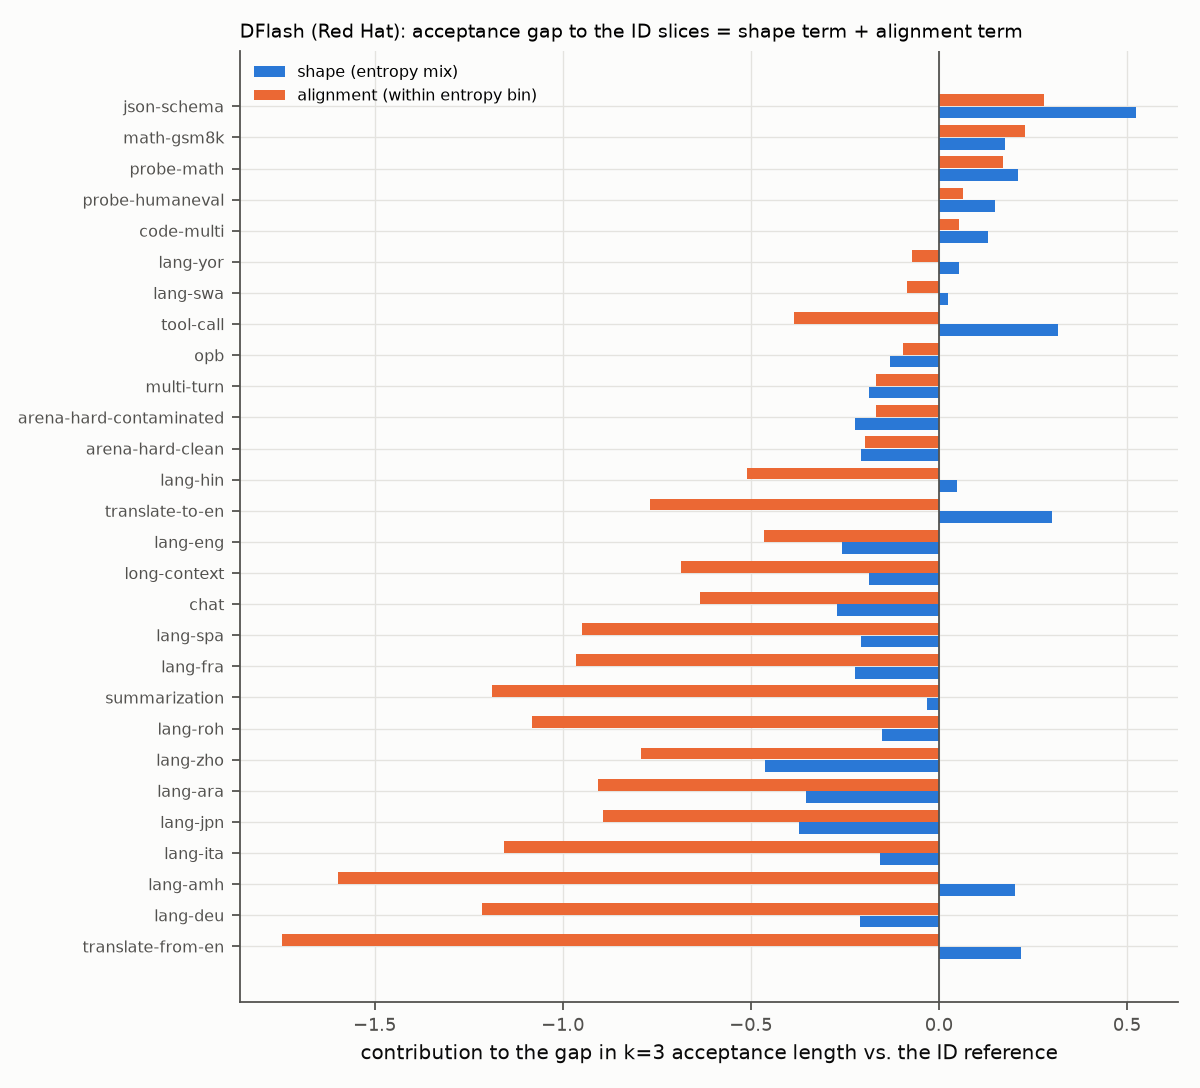 DFlash (Red Hat): acceptance gap to the ID slices = shape term + alignment term
shape (entropy mix)
alignment (within entropy bin)
json-schema
math-gsm8k
probe-math
probe-humaneval
code-multi
lang-yor
lang-swa
tool-call
opb
multi-turn
arena-hard-contaminated
arena-hard-clean
lang-hin
translate-to-en
lang-eng
long-context
chat
lang-spa
lang-fra
summarization
lang-roh
lang-zho
lang-ara
lang-jpn
lang-ita
lang-amh
lang-deu
translate-from-en
−1.5 −1.0 −0.5 0.0 0.5
contribution to the gap in k=3 acceptance length vs. the ID reference